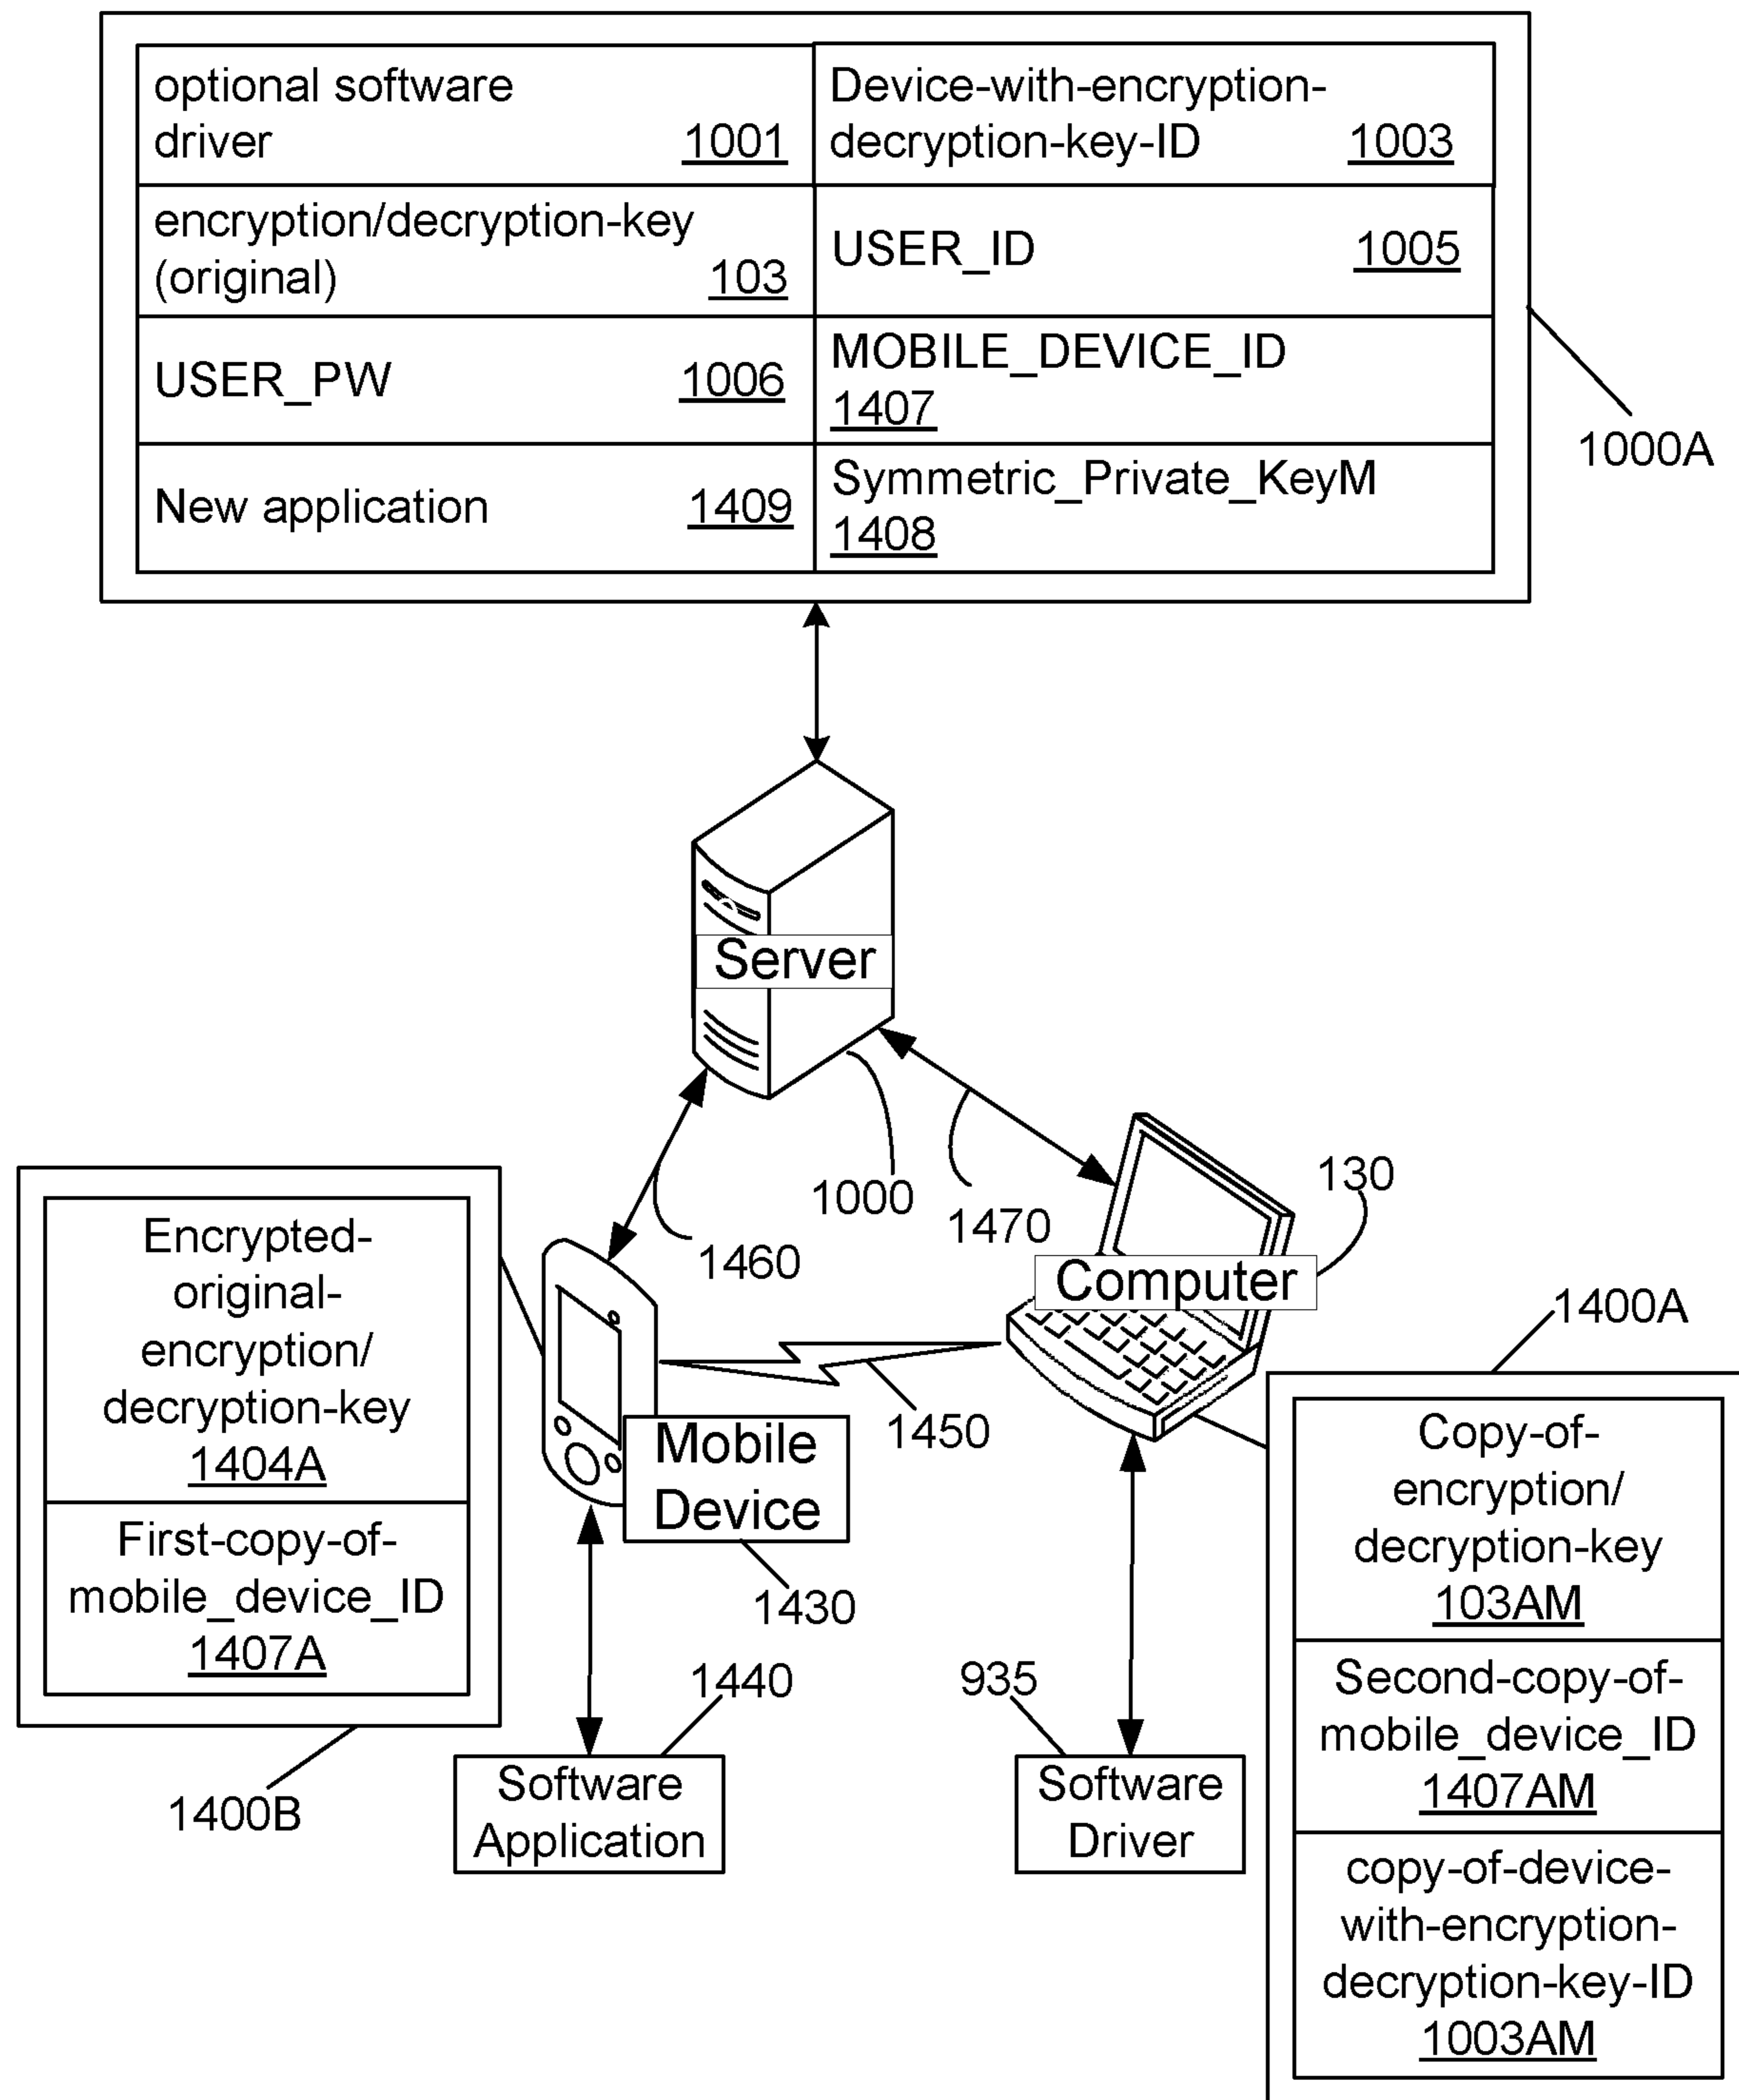 optional software
driver 1001
Device-with-encryption-
decryption-key-ID 1003
encryption/decryption-key
(original) 103
USER_ID 1005
USER_PW 1006
MOBILE_DEVICE_ID
1407
New application 1409
Symmetric_Private_KeyM
1408
1000A
Server
1000
1460
1470
130
Computer
1400A
Encrypted-
original-
encryption/
decryption-key
1404A
First-copy-of-
mobile_device_ID
1407A
1400B
1450
Mobile
Device
1430
1440
Software
Application
935
Software
Driver
Copy-of-
encryption/
decryption-key
103AM
Second-copy-of-
mobile_device_ID
1407AM
copy-of-device-
with-encryption-
decryption-key-ID
1003AM